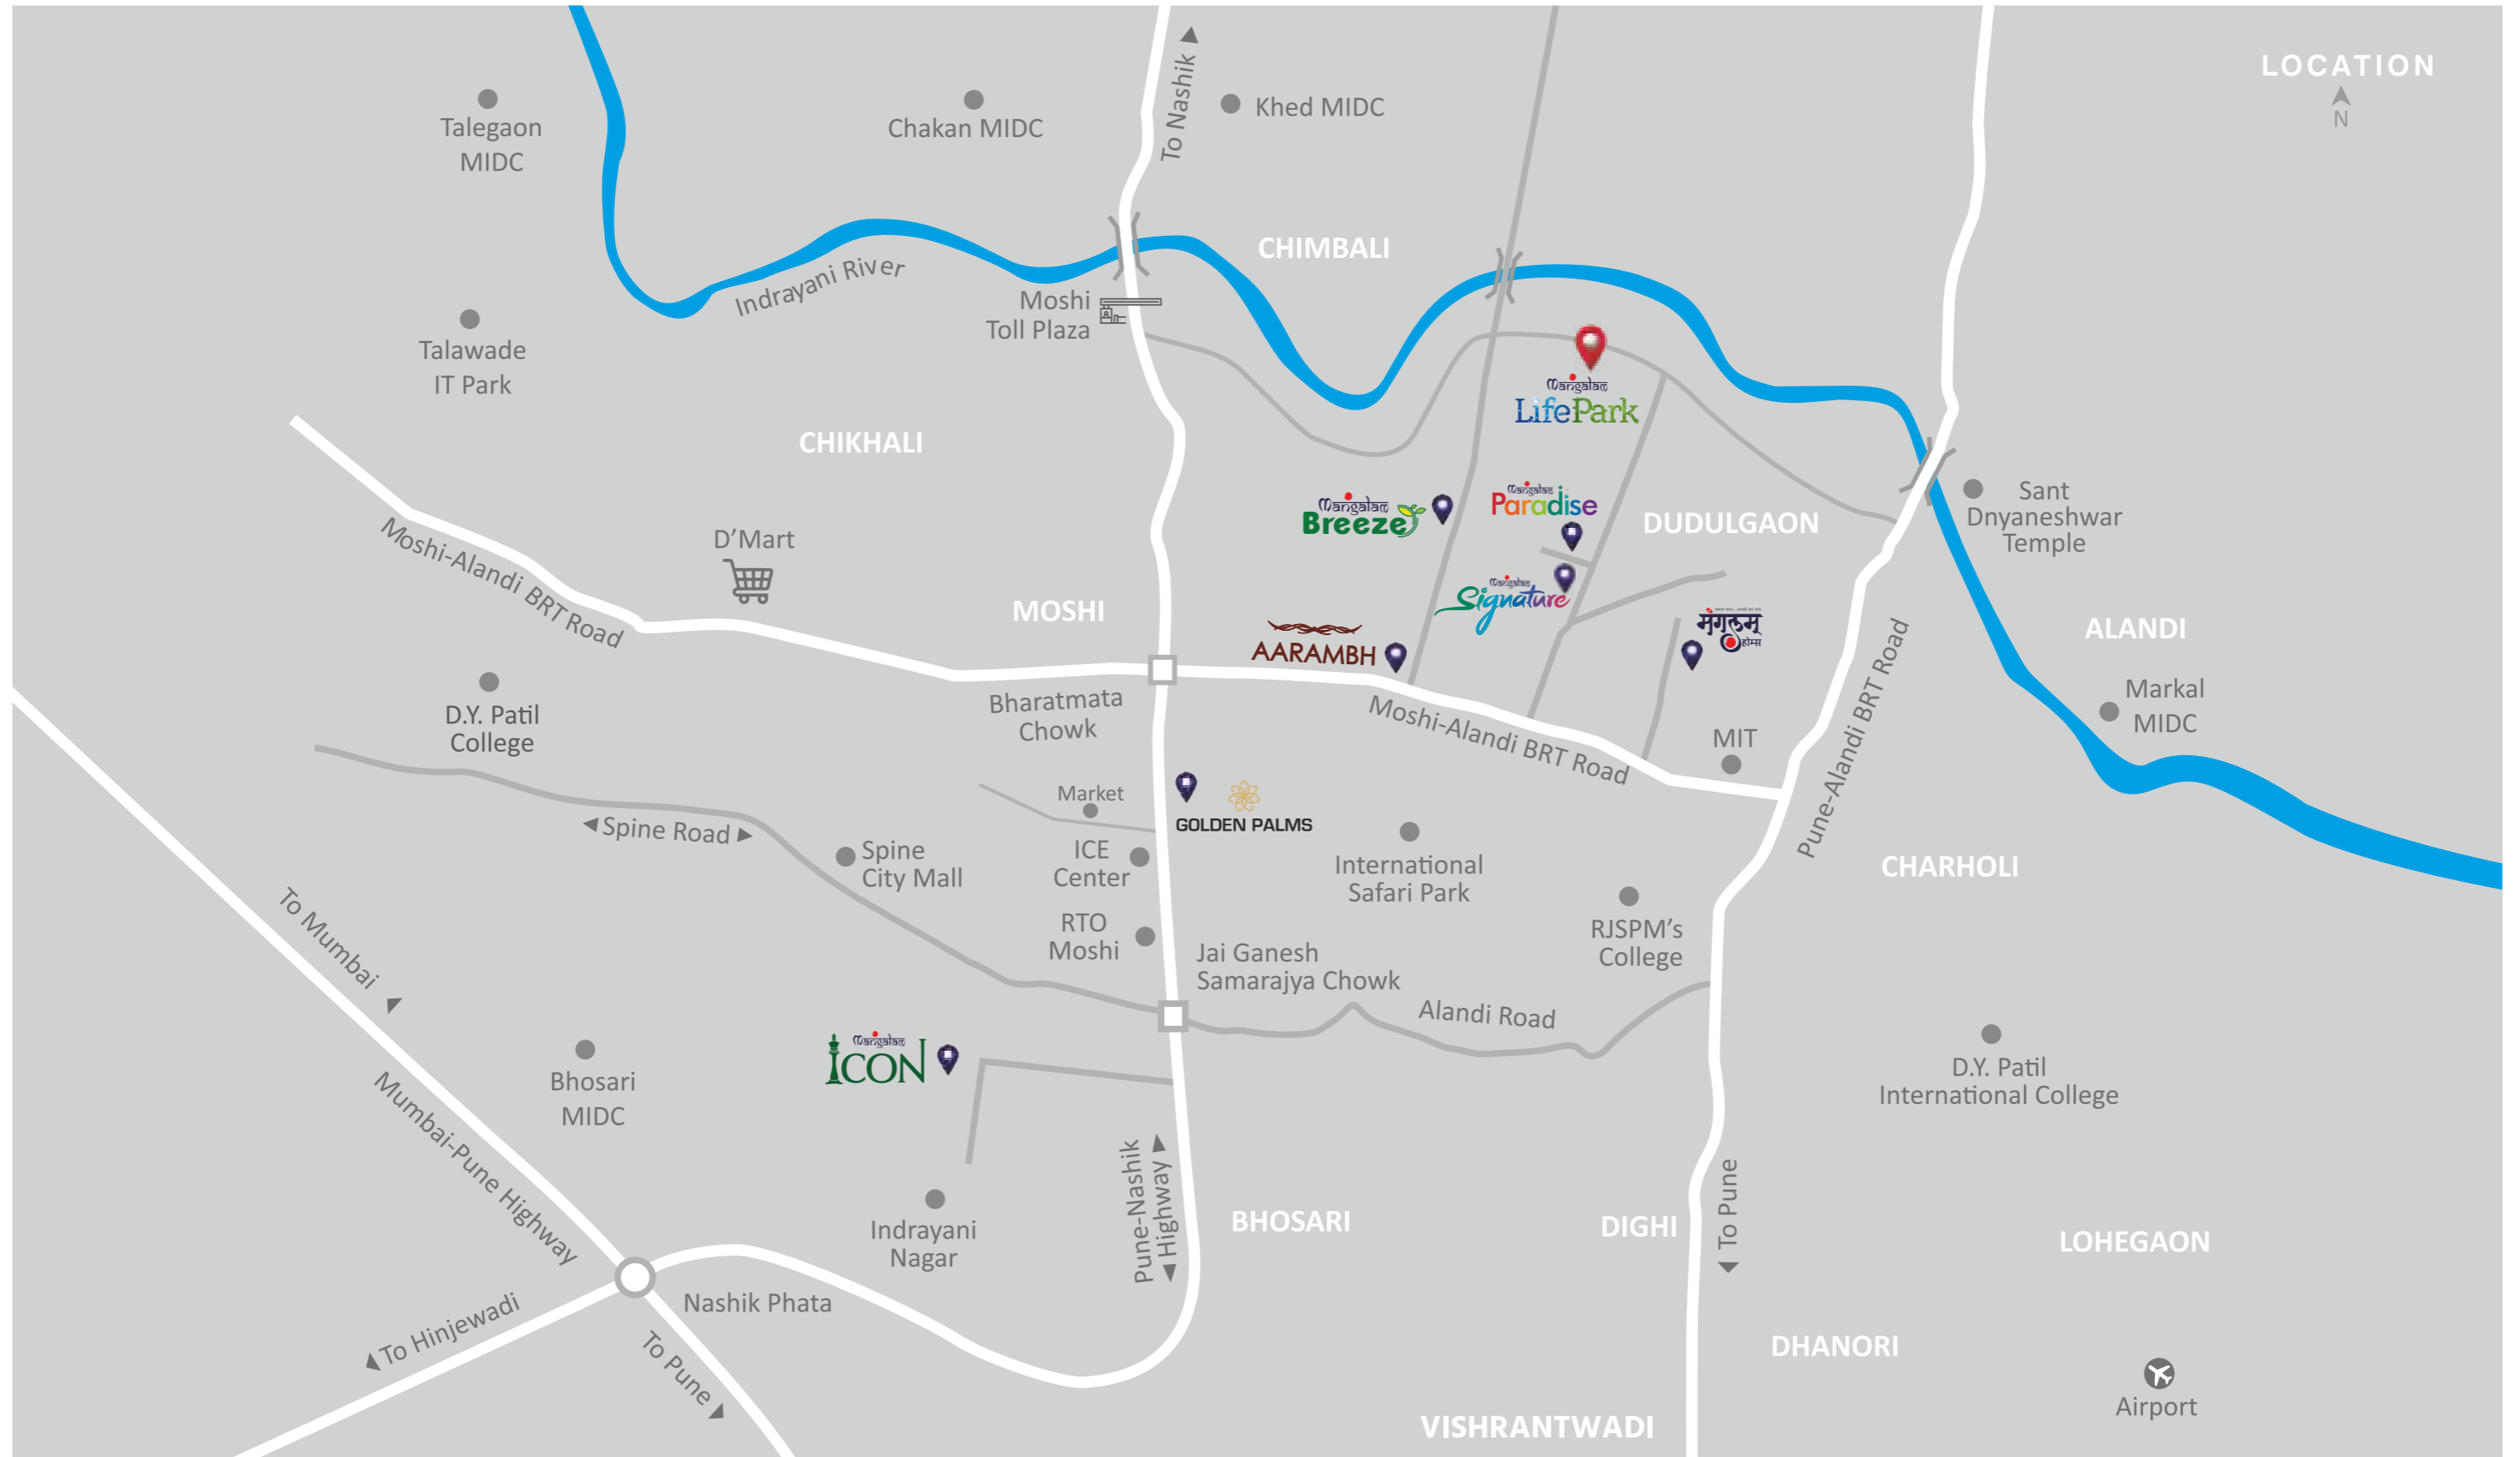 LOCATION
N
To Nashik
Talegaon
MIDC
Chakan MIDC
Khed MIDC
CHIMBALI
Indrayani River
Moshi
Toll Plaza
Talawade
IT Park
Mangalam
LifePark
CHIKHALI
Mangalam
Breeze
Mangalam
Paradise
DUDULGAON
Sant
Dnyaneshwar
Temple
Moshi-Alandi BRT Road
D'Mart
MOSHI
Mangalam
Signature
AARAMBH
मंगलम्
होम्स
ALANDI
D.Y. Patil
College
Bharatmata
Chowk
Moshi-Alandi BRT Road
MIT
Pune-Alandi BRT Road
Markal
MIDC
Market
GOLDEN PALMS
Spine Road
Spine
City Mall
ICE
Center
International
Safari Park
CHARHOLI
RTO
Moshi
RJSPM's
College
Jai Ganesh
Samarajya Chowk
Alandi Road
To Mumbai
Mangalam
ICON
Bhosari
MIDC
D.Y. Patil
International College
Mumbai-Pune Highway
Pune-Nashik
Highway
To Pune
Indrayani
Nagar
BHOSARI
DIGHI
LOHEGAON
Nashik Phata
To Hinjewadi
To Pune
DHANORI
Airport
VISHRANTWADI